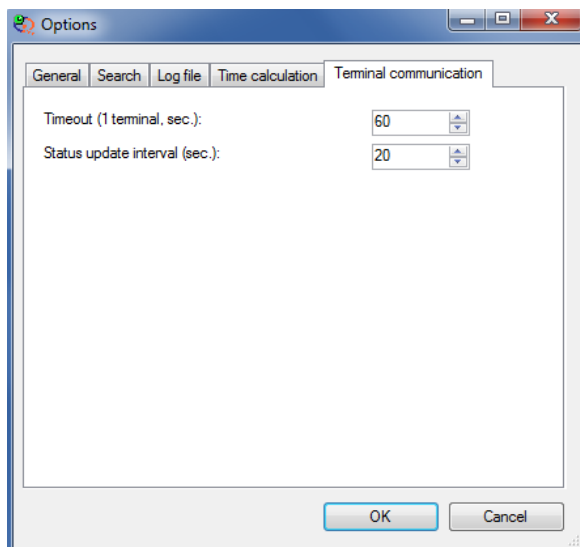 Options
General Search Log file Time calculation Terminal communication
Timeout (1 terminal, sec.): 60
Status update interval (sec.): 20
OK Cancel